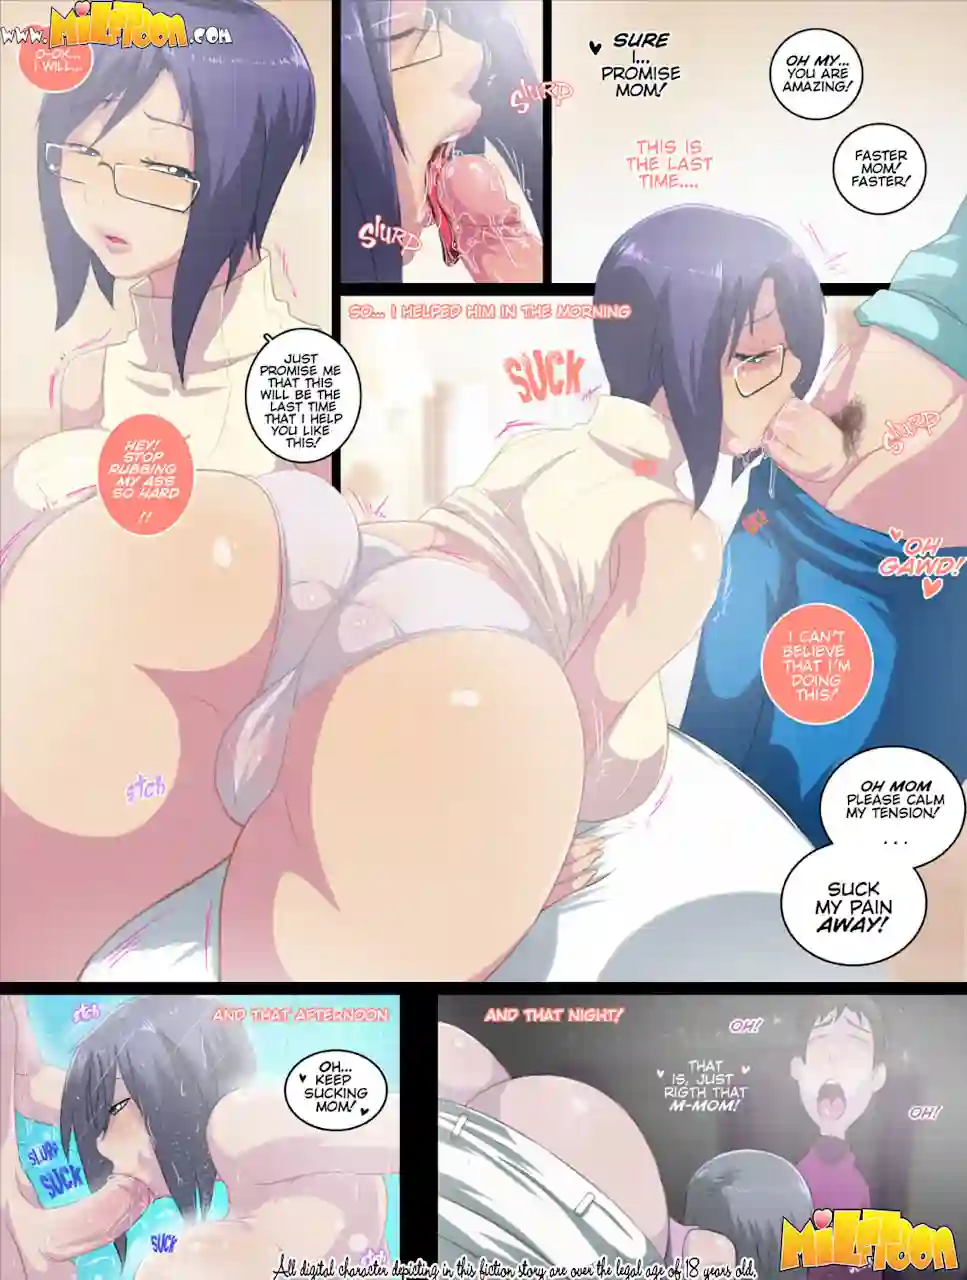 www.MILFTOON.com
O-OK...
I WILL...
SLURP
SLURP
SURE
I...
PROMISE
MOM!
OH MY...
YOU ARE
AMAZING!
THIS IS
THE LAST
TIME....
FASTER
MOM!
FASTER!
JUST
PROMISE ME
THAT THIS
WILL BE THE
LAST TIME
THAT I HELP
YOU LIKE
THIS!
HEY!
STOP
RUBBING
MY ASS
SO HARD
!!
SO... I HELPED HIM IN THE MORNING
SUCK
SLURP
OH
GAWD!
I CAN'T
BELIEVE
THAT I'M
DOING
THIS!
STCH
OH MOM
PLEASE CALM
MY TENSION!
...
SUCK
MY PAIN
AWAY!
STCH
AND THAT AFTERNOON
OH...
KEEP
SUCKING
MOM!
SLURP
SUCK
SUCK
STCH
AND THAT NIGHT!
OH!
THAT
IS, JUST
RIGTH THAT
M-MOM!
OH!
MILFTOON
All digital character depicting in this fiction story are over the legal age of 18 years old.